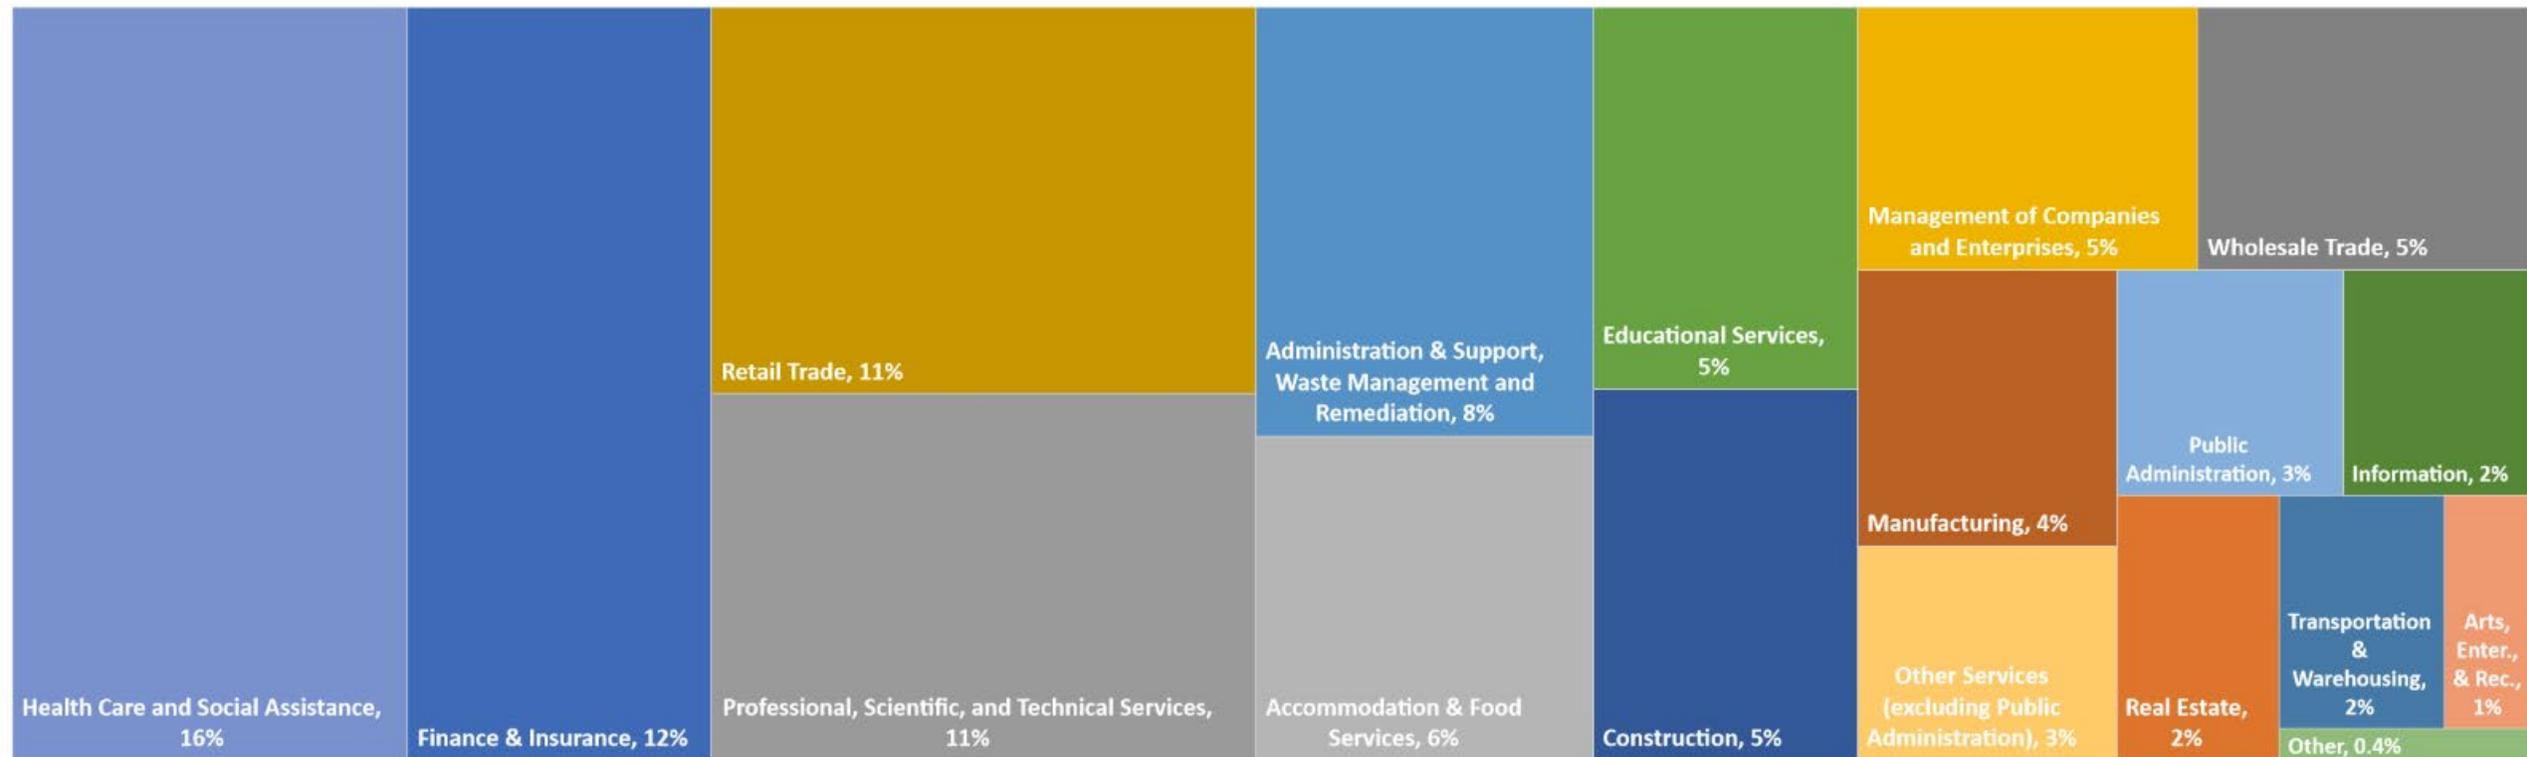 Health Care and Social Assistance,
16%
Finance & Insurance, 12%
Retail Trade, 11%
Professional, Scientific, and Technical Services,
11%
Administration & Support,
Waste Management and
Remediation, 8%
Accommodation & Food
Services, 6%
Educational Services,
5%
Construction, 5%
Management of Companies
and Enterprises, 5%
Wholesale Trade, 5%
Manufacturing, 4%
Other Services
(excluding Public
Administration), 3%
Public
Administration, 3%
Information, 2%
Real Estate,
2%
Transportation
&
Warehousing,
2%
Arts,
Enter.,
& Rec.,
1%
Other, 0.4%